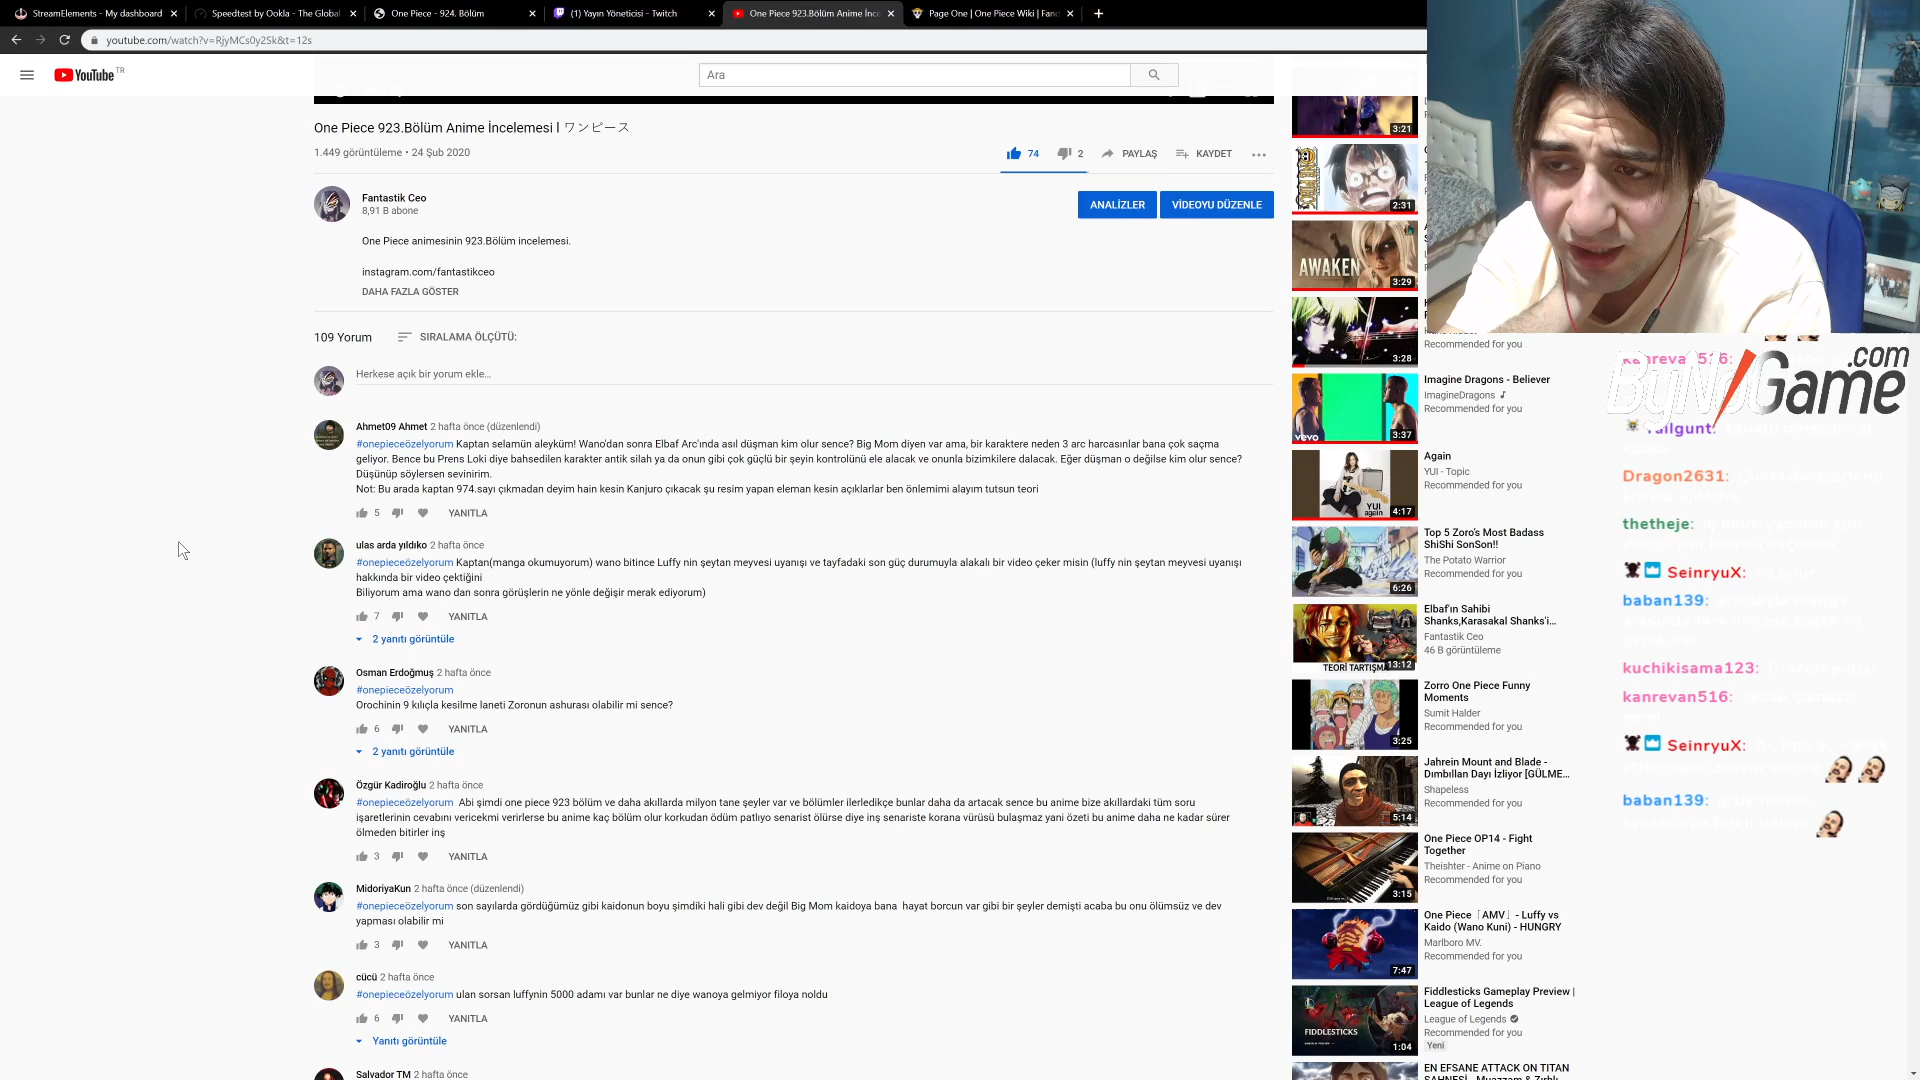 StreamElements - My dashboard
Speedtest by Ookla - The Global
One Piece - 924. Bölüm
(1) Yayın Yöneticisi - Twitch
One Piece 923.Bölüm Anime İnce
Page One | One Piece Wiki | Fan
youtube.com/watch?v=RjyMCs0y2Sk&t=12s
YouTube TR
Ara
One Piece 923.Bölüm Anime İncelemesi l ワンピース
1.449 görüntüleme • 24 Şub 2020
74
2
PAYLAŞ
KAYDET
Fantastik Ceo
8,91 B abone
ANALİZLER
VİDEOYU DÜZENLE
One Piece animesinin 923.Bölüm incelemesi.
instagram.com/fantastikceo
DAHA FAZLA GÖSTER
109 Yorum
SIRALAMA ÖLÇÜTÜ:
Herkese açık bir yorum ekle...
Ahmet09 Ahmet 2 hafta önce (düzenlendi)
#onepieceözelyorum Kaptan selamün aleyküm! Wano'dan sonra Elbaf Arc'ında asıl düşman kim olur sence? Big Mom diyen var ama, bir karaktere neden 3 arc harcasınlar bana çok saçma
geliyor. Bence bu Prens Loki diye bahsedilen karakter antik silah ya da onun gibi çok güçlü bir şeyin kontrolünü ele alacak ve onunla bizimkilere dalacak. Eğer düşman o değilse kim olur sence?
Düşünüp söylersen sevinirim.
Not: Bu arada kaptan 974.sayı çıkmadan deyim hain kesin Kanjuro çıkacak şu resim yapan eleman kesin açıklarlar ben önlemimi alayım tutsun teori
5
YANITLA
ulas arda yıldıko 2 hafta önce
#onepieceözelyorum Kaptan(manga okumuyorum) wano bitince Luffy nin şeytan meyvesi uyanışı ve tayfadaki son güç durumuyla alakalı bir video çeker misin (luffy nin şeytan meyvesi uyanışı
hakkında bir video çektiğini
Biliyorum ama wano dan sonra görüşlerin ne yönle değişir merak ediyorum)
7
YANITLA
2 yanıtı görüntüle
Osman Erdoğmuş 2 hafta önce
#onepieceözelyorum
Orochinin 9 kılıçla kesilme laneti Zoronun ashurası olabilir mi sence?
6
YANITLA
2 yanıtı görüntüle
Özgür Kadiroğlu 2 hafta önce
#onepieceözelyorum Abi şimdi one piece 923 bölüm ve daha akıllarda milyon tane şeyler var ve bölümler ilerledikçe bunlar daha da artacak sence bu anime bize akıllardaki tüm soru
işaretlerinin cevabını vericekmi verirlerse bu anime kaç bölüm olur korkudan ödüm patlıyo senarist ölürse diye inş senariste korana vürüsü bulaşmaz yani özeti bu anime daha ne kadar sürer
ölmeden bitirler inş
3
YANITLA
MidoriyaKun 2 hafta önce (düzenlendi)
#onepieceözelyorum son sayılarda gördüğümüz gibi kaidonun boyu şimdiki hali gibi dev değil Big Mom kaidoya bana hayat borcun var gibi bir şeyler demişti acaba bu onu ölümsüz ve dev
yapması olabilir mi
3
YANITLA
cücü 2 hafta önce
#onepieceözelyorum ulan sorsan luffynin 5000 adamı var bunlar ne diye wanoya gelmiyor filoya noldu
6
YANITLA
Yanıtı görüntüle
Salvador TM 2 hafta önce
3:21
2:31
AWAKEN
3:29
3:28
Recommended for you
Imagine Dragons - Believer
ImagineDragons
Recommended for you
vevo
3:37
Again
YUI - Topic
Recommended for you
YUI
again
4:17
Top 5 Zoro's Most Badass
ShiShi SonSon!!
The Potato Warrior
Recommended for you
6:26
Elbaf'ın Sahibi
Shanks,Karasakal Shanks'i...
Fantastik Ceo
46 B görüntüleme
13:12
Zorro One Piece Funny
Moments
Sumit Halder
Recommended for you
3:25
Jahrein Mount and Blade -
Dımbıllan Dayı İzliyor [GÜLME...
Shapeless
Recommended for you
5:14
One Piece OP14 - Fight
Together
Theishter - Anime on Piano
Recommended for you
3:15
One Piece「AMV」- Luffy vs
Kaido (Wano Kuni) - HUNGRY
Marlboro MV.
Recommended for you
7:47
Fiddlesticks Gameplay Preview |
League of Legends
League of Legends
Recommended for you
Yeni
FIDDLESTICKS
1:04
EN EFSANE ATTACK ON TITAN
ByNoGame
.com
kanrevan516:
Dragon2631:
thetheje:
SeinryuX:
baban139:
kuchikisama123:
kanrevan516:
SeinryuX:
baban139: